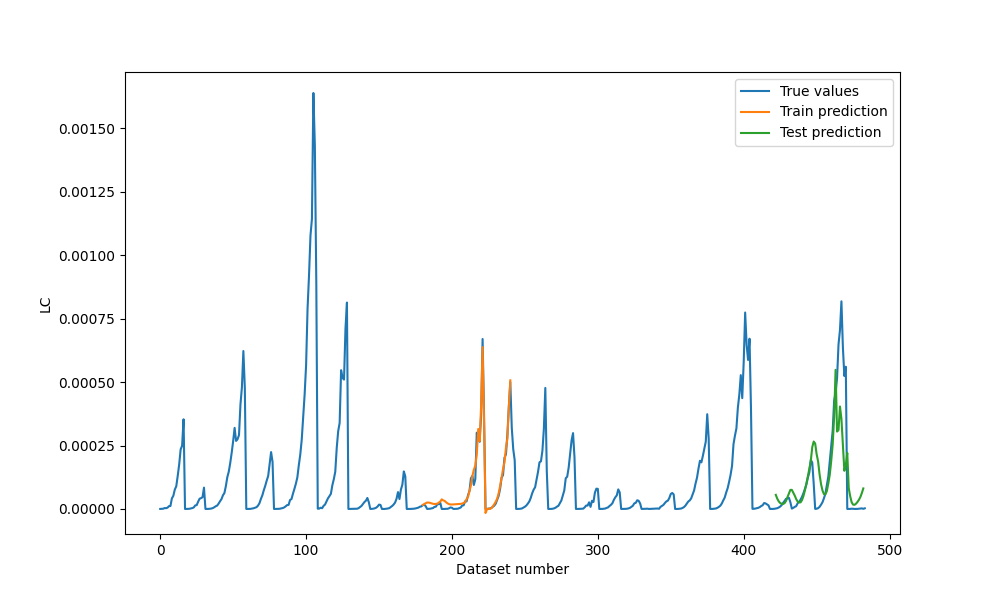 True values
Train prediction
Test prediction
0.00150
0.00125
0.00100
0.00075
0.00050
0.00025
0.00000
LC
0 100 200 300 400 500
Dataset number